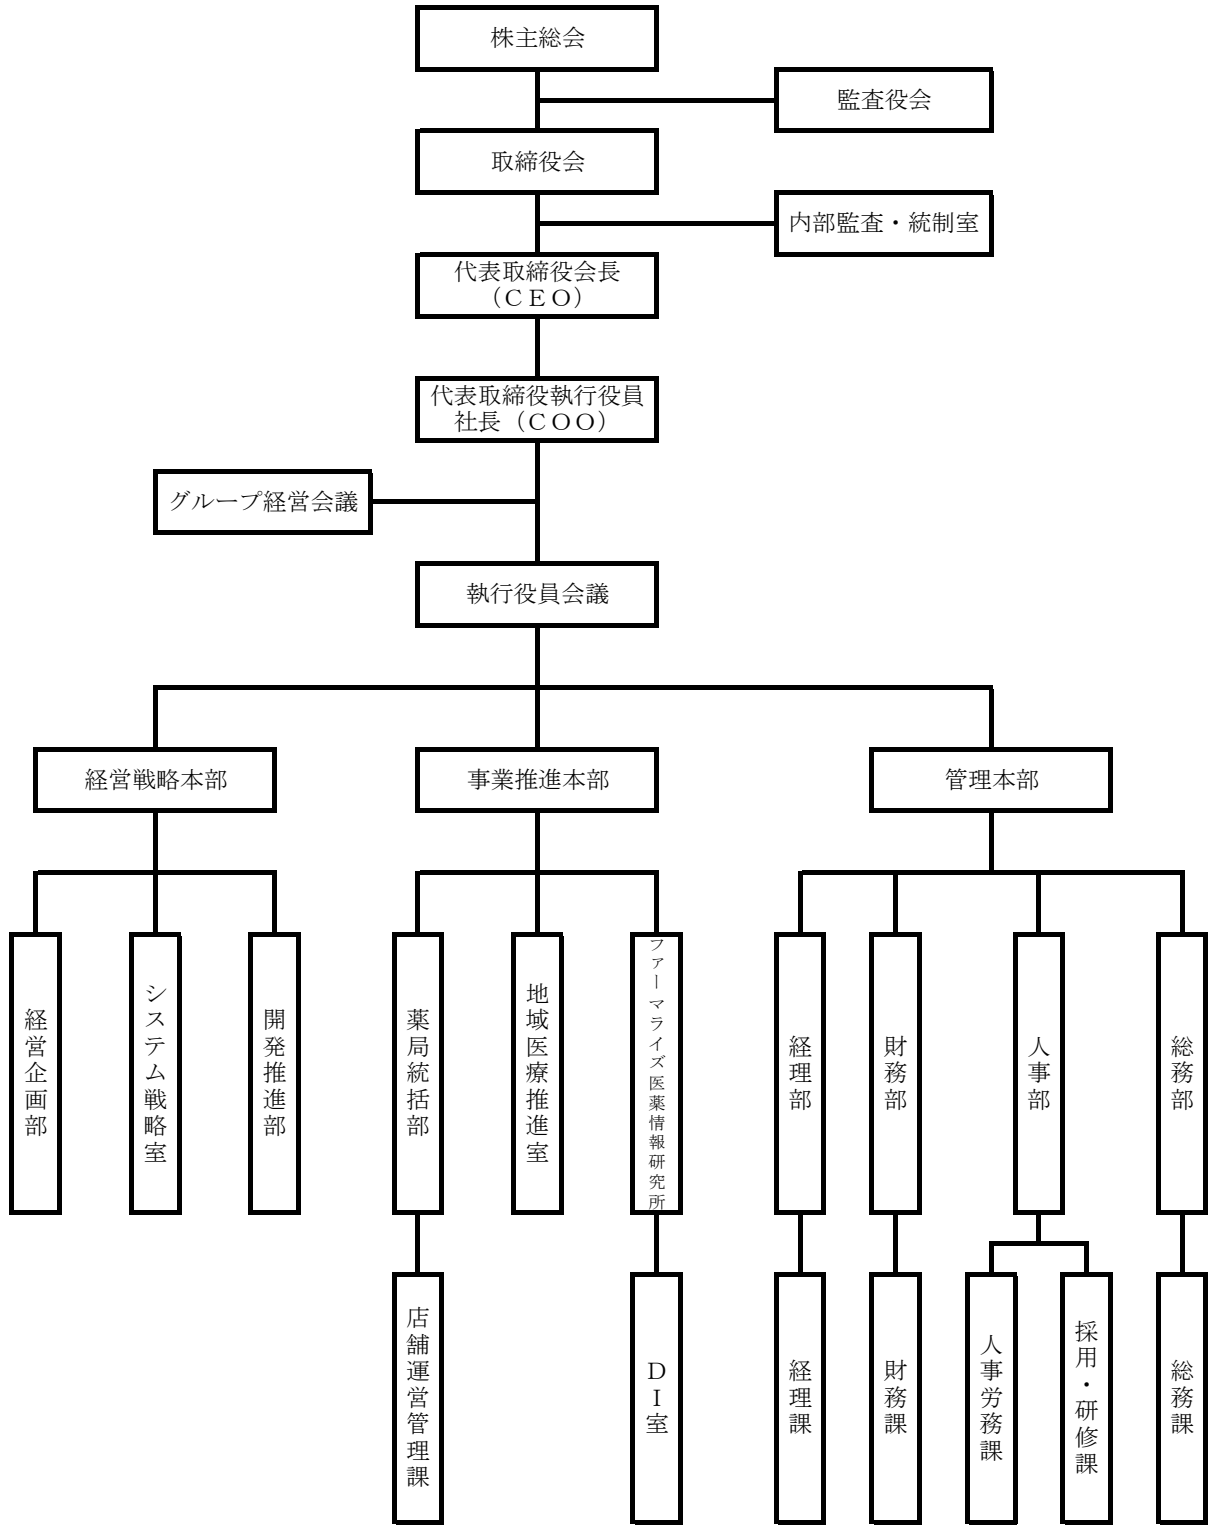 株主総会
監査役会
取締役会
内部監査・統制室
代表取締役会長
（ＣＥＯ）
代表取締役執行役員
社長（ＣＯＯ）
グループ経営会議
執行役員会議
経営戦略本部
事業推進本部
管理本部
経営企画部
システム戦略室
開発推進部
薬局統括部
地域医療推進室
ファーマライズ医薬情報研究所
経理部
財務部
人事部
総務部
店舗運営管理課
ＤＩ室
経理課
財務課
人事労務課
採用・研修課
総務課